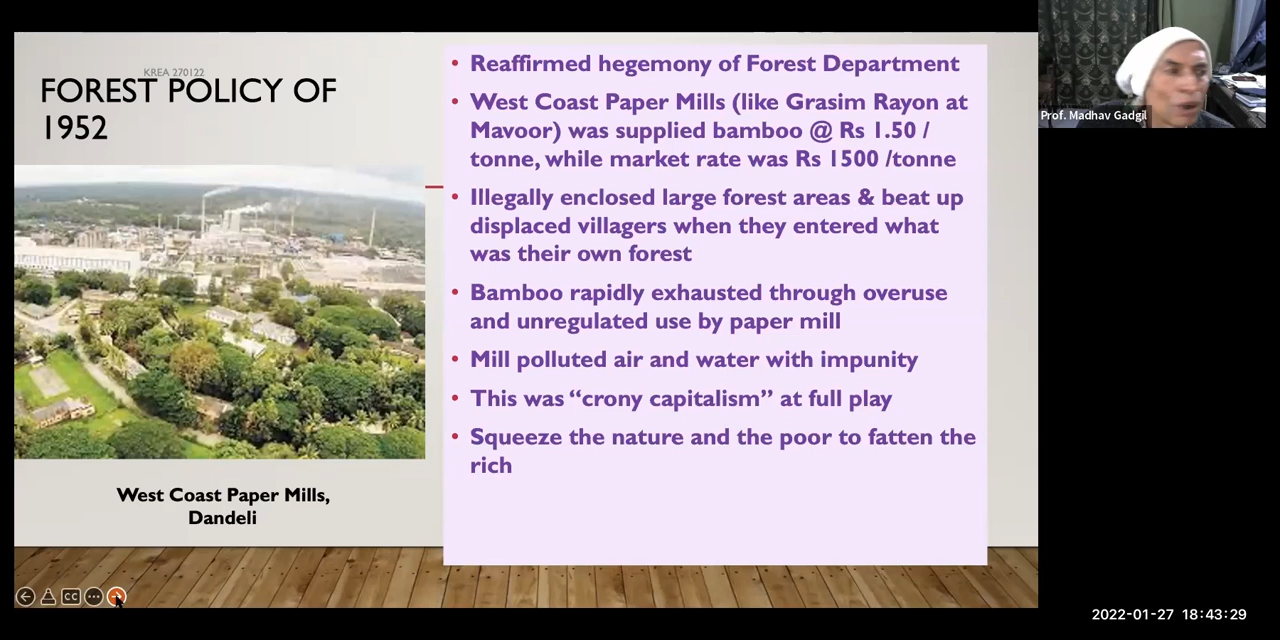 KREA 270122
FOREST POLICY OF
1952
• Reaffirmed hegemony of Forest Department
• West Coast Paper Mills (like Grasim Rayon at
Mavoor) was supplied bamboo @ Rs 1.50 /
tonne, while market rate was Rs 1500 /tonne
• Illegally enclosed large forest areas & beat up
displaced villagers when they entered what
was their own forest
• Bamboo rapidly exhausted through overuse
and unregulated use by paper mill
• Mill polluted air and water with impunity
• This was “crony capitalism” at full play
• Squeeze the nature and the poor to fatten the
rich
West Coast Paper Mills,
Dandeli
CC
Prof. Madhav Gadgil
2022-01-27 18:43:29